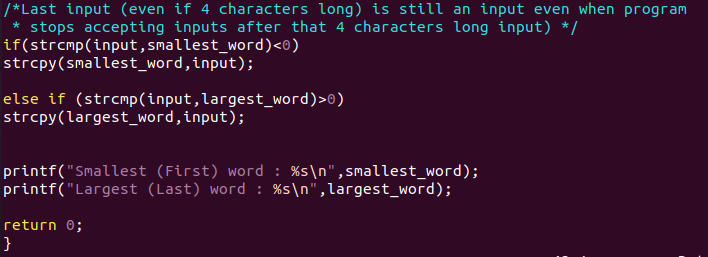 /*Last input (even if 4 characters long) is still an input even when program
* stops accepting inputs after that 4 characters long input) */
if(strcmp(input,smallest_word)<0)
strcpy(smallest_word,input);
else if (strcmp(input,largest_word)>0)
strcpy(largest_word,input);
printf("Smallest (First) word : %s\n",smallest_word);
printf("Largest (Last) word : %s\n",largest_word);
return 0;
}